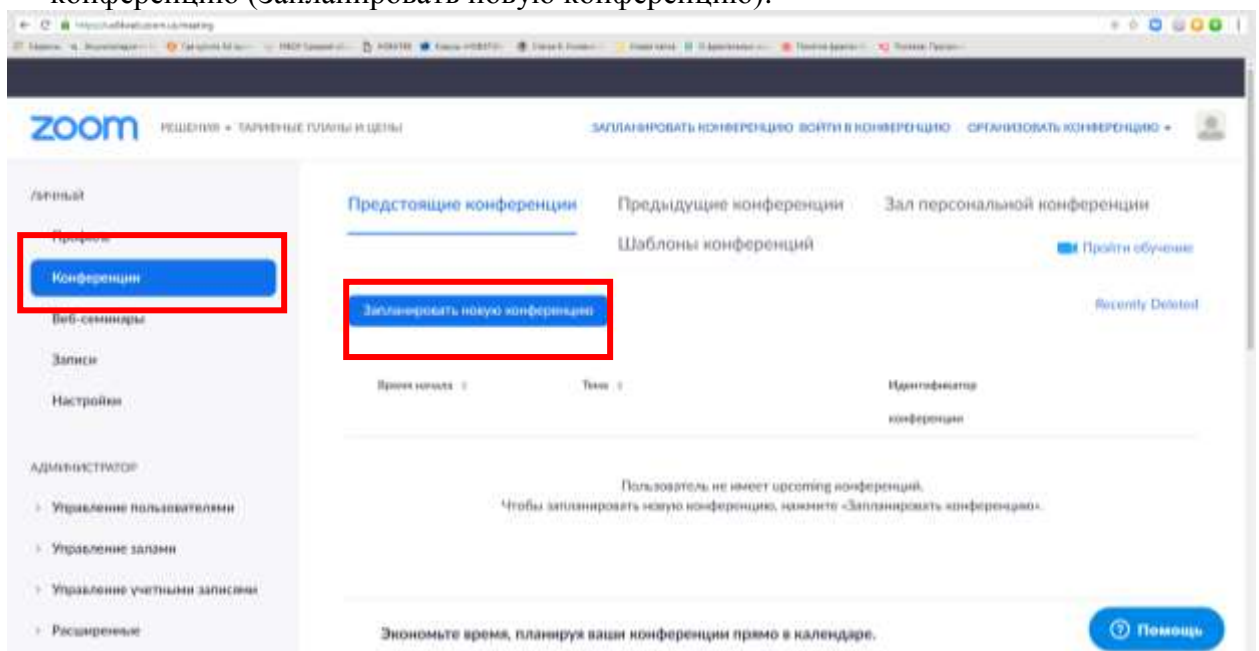 конференцию (Запланировать новую конференцию).
zoom РЕШЕНИЯ ТАРИФНЫЕ ПЛАНЫ И ЦЕНЫ ЗАПЛАНИРОВАТЬ КОНФЕРЕНЦИЮ ВОЙТИ В КОНФЕРЕНЦИЮ ОРГАНИЗОВАТЬ КОНФЕРЕНЦИЮ
личный
Предстоящие конференции Предыдущие конференции Зал персональной конференции
Профиль
Шаблоны конференций Пройти обучение
Конференции
Запланировать новую конференцию Recently Deleted
Веб-семинары
Записи
Время начала Тема Идентификатор
Настройки
конференции
АДМИНИСТРАТОР
Пользователь не имеет upcoming конференций.
Управление пользователями
Чтобы запланировать новую конференцию, нажмите «Запланировать конференцию».
Управление залами
Управление учетными записями
Расширенные
Экономьте время, планируя ваши конференции прямо в календаре.
Помощь